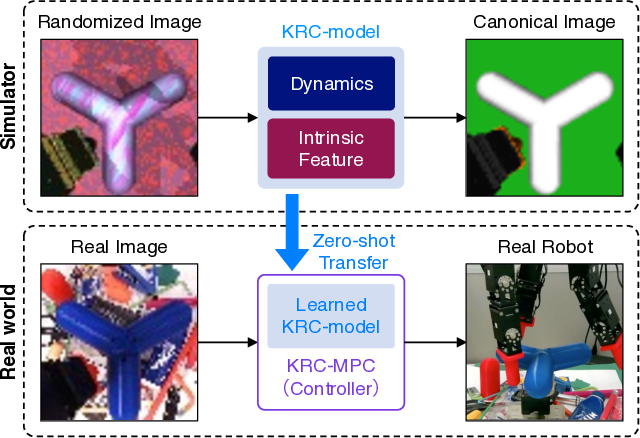 Simulator
Randomized Image
KRC-model
Canonical Image
Dynamics
Intrinsic
Feature
Zero-shot
Transfer
Real world
Real Image
Real Robot
Learned
KRC-model
KRC-MPC
(Controller)